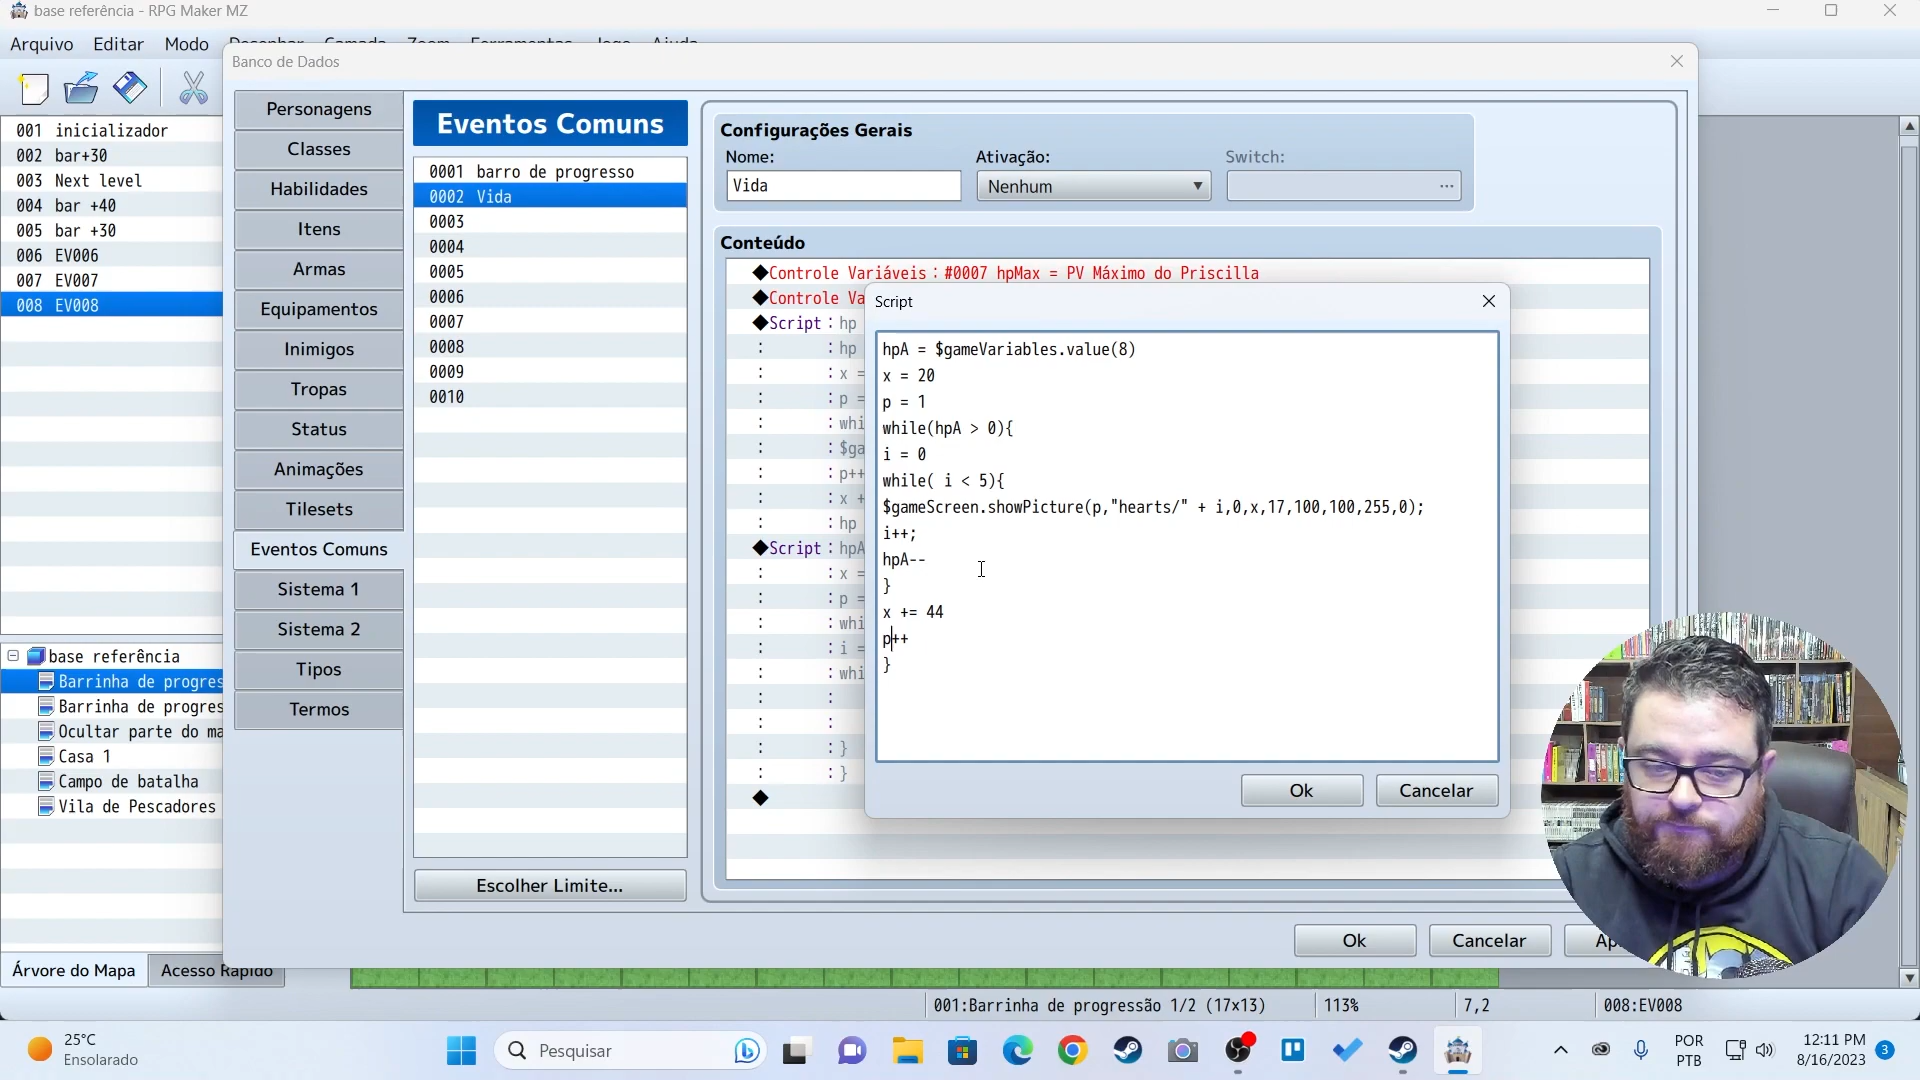 base referência - RPG Maker MZ
Arquivo Editar Modo
Banco de Dados
001 inicializador
002 bar+30
003 Next level
004 bar +40
005 bar +30
006 EV006
007 EV007
008 EV008
base referência
Barrinha de progres
Barrinha de progres
Ocultar parte do ma
Casa 1
Campo de batalha
Vila de Pescadores
Árvore do Mapa
Acesso Rápido
Personagens
Classes
Habilidades
Itens
Armas
Equipamentos
Inimigos
Tropas
Status
Animações
Tilesets
Eventos Comuns
Sistema 1
Sistema 2
Tipos
Termos
Eventos Comuns
0001 barro de progresso
0002 Vida
0003
0004
0005
0006
0007
0008
0009
0010
Escolher Limite...
Configurações Gerais
Nome:
Ativação:
Switch:
Vida
Nenhum
...
Conteúdo
◆Controle Variáveis：#0007 hpMax = PV Máximo do Priscilla
◆Controle Va
◆Script：hp
: :hp
: :x =
: :p =
: :whi
: :$ga
: :p++
: :x +
: :hp
◆Script：hpA
: :x =
: :p =
: :whi
: :i =
: :whi
: :
: :
: :}
: :}
◆
Script
hpA = $gameVariables.value(8)
x = 20
p = 1
while(hpA > 0){
i = 0
while( i < 5){
$gameScreen.showPicture(p,"hearts/" + i,0,x,17,100,100,255,0);
i++;
hpA--
}
x += 44
p++
}
Ok
Cancelar
Ok
Cancelar
Ap
001:Barrinha de progressão 1/2 (17x13)
113%
7,2
008:EV008
25°C
Ensolarado
Pesquisar
POR
PTB
12:11 PM
8/16/2023
3